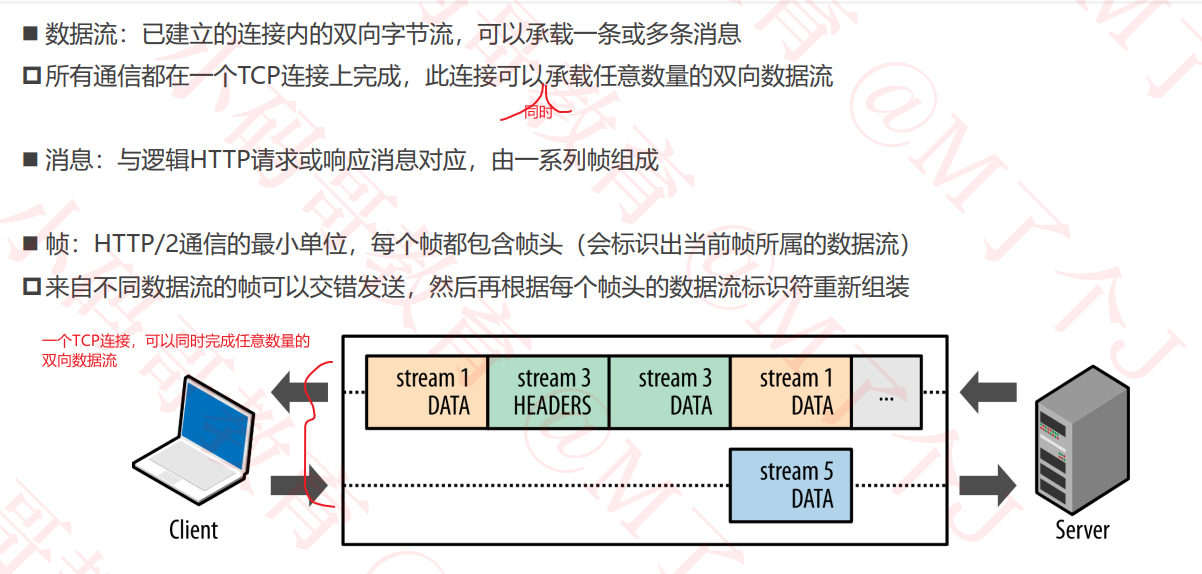 ■ 数据流：已建立的连接内的双向字节流，可以承载一条或多条消息
所有通信都在一个TCP连接上完成，此连接可以承载任意数量的双向数据流
同时
■ 消息：与逻辑HTTP请求或响应消息对应，由一系列帧组成
■ 帧：HTTP/2通信的最小单位，每个帧都包含帧头（会标识出当前帧所属的数据流）
来自不同数据流的帧可以交错发送，然后再根据每个帧头的数据流标识符重新组装
一个TCP连接，可以同时完成任意数量的
双向数据流
stream 1
DATA
stream 3
HEADERS
stream 3
DATA
stream 1
DATA
...
stream 5
DATA
Client
Server
小码哥教育 @M了个J